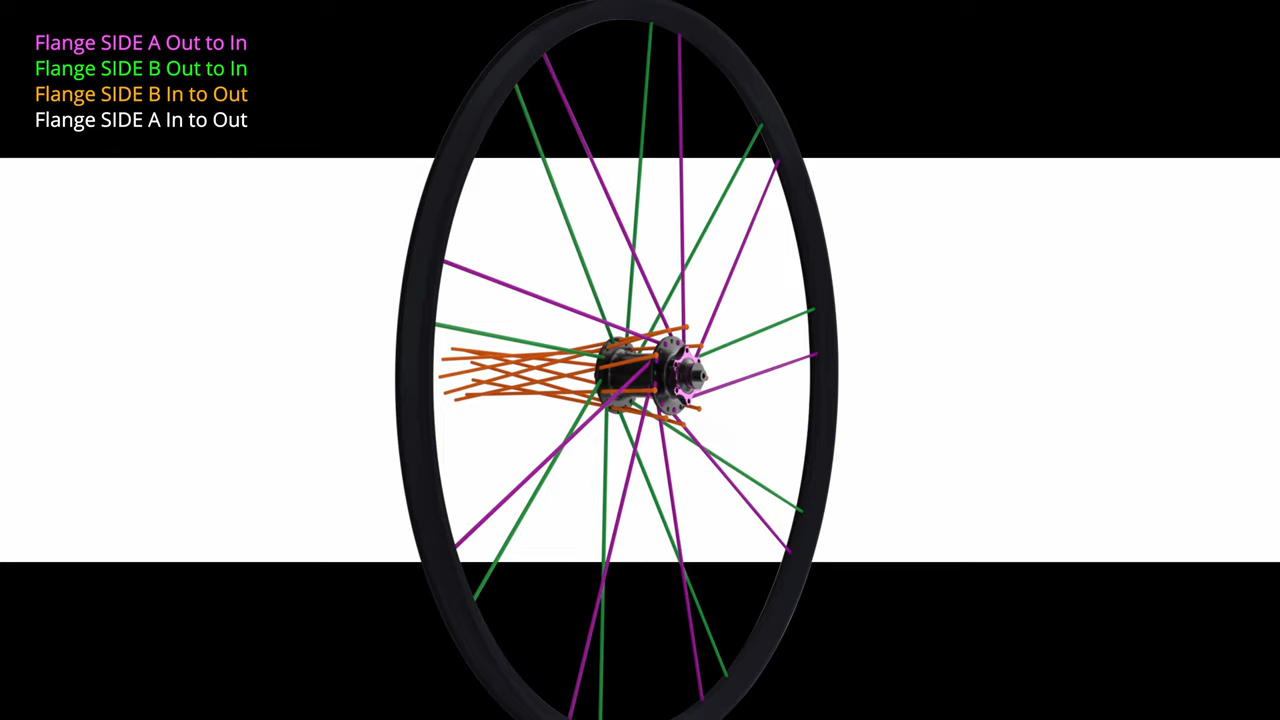 Flange SIDE A Out to In
Flange SIDE B Out to In
Flange SIDE B In to Out
Flange SIDE A In to Out